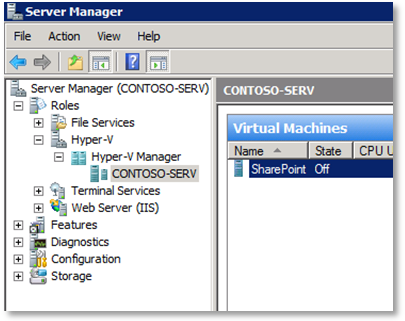 Server Manager
File Action View Help
Server Manager (CONTOSO-SERV)
Roles
File Services
Hyper-V
Hyper-V Manager
CONTOSO-SERV
Terminal Services
Web Server (IIS)
Features
Diagnostics
Configuration
Storage
CONTOSO-SERV
Virtual Machines
Name State CPU U
SharePoint Off